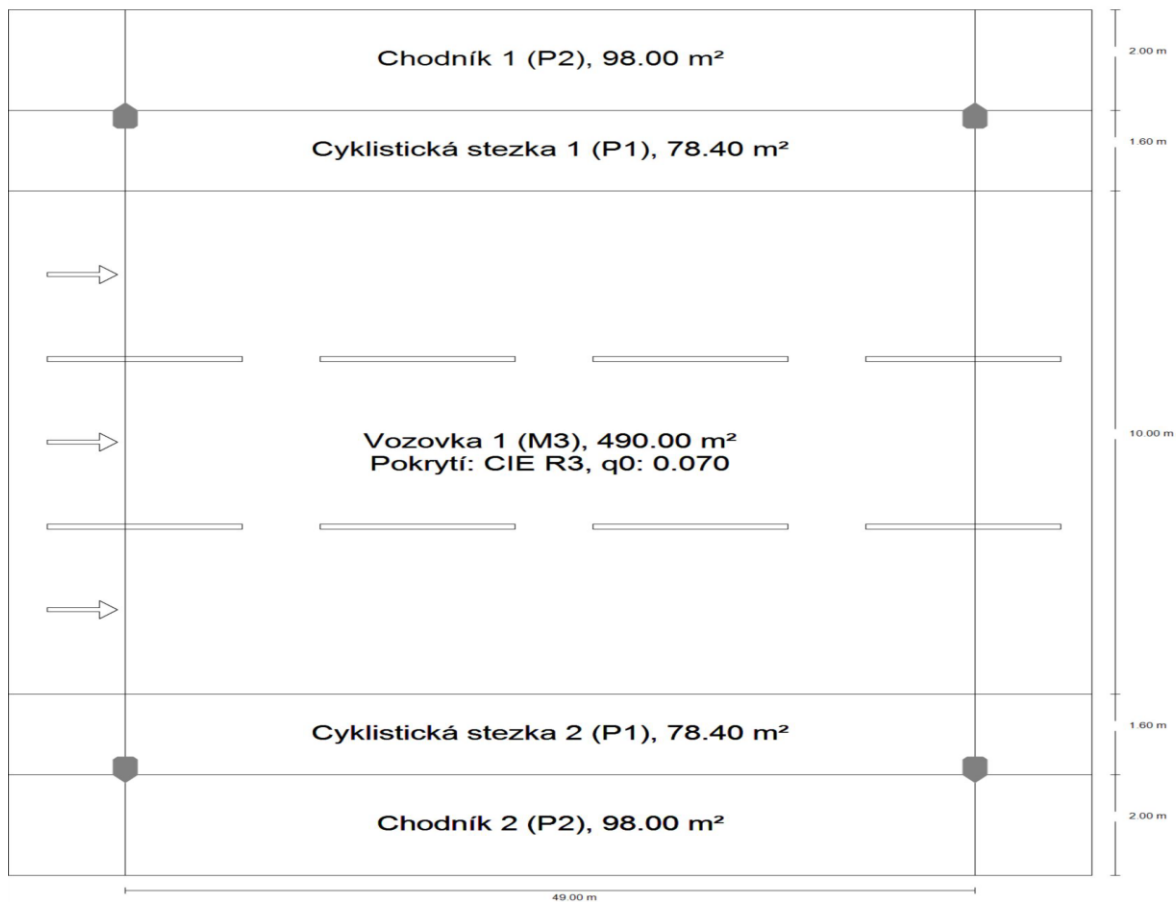 Chodník 1 (P2), 98.00 m²
2.00 m
Cyklistická stezka 1 (P1), 78.40 m²
1.60 m
Vozovka 1 (M3), 490.00 m²
Pokrytí: CIE R3, q0: 0.070
10.00 m
Cyklistická stezka 2 (P1), 78.40 m²
1.60 m
Chodník 2 (P2), 98.00 m²
2.00 m
49.00 m